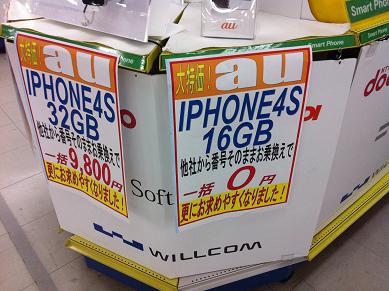 au
Smart Phone
Smart Phone
大特価!
au
IPHONE4S
32GB
他社から番号そのままお乗換えで
一括9,800円
更にお求めやすくなりました!
大特価!
au
IPHONE4S
16GB
他社から番号そのままお乗換えで
一括 0円
更にお求めやすくなりました!
Soft
WILLCOM